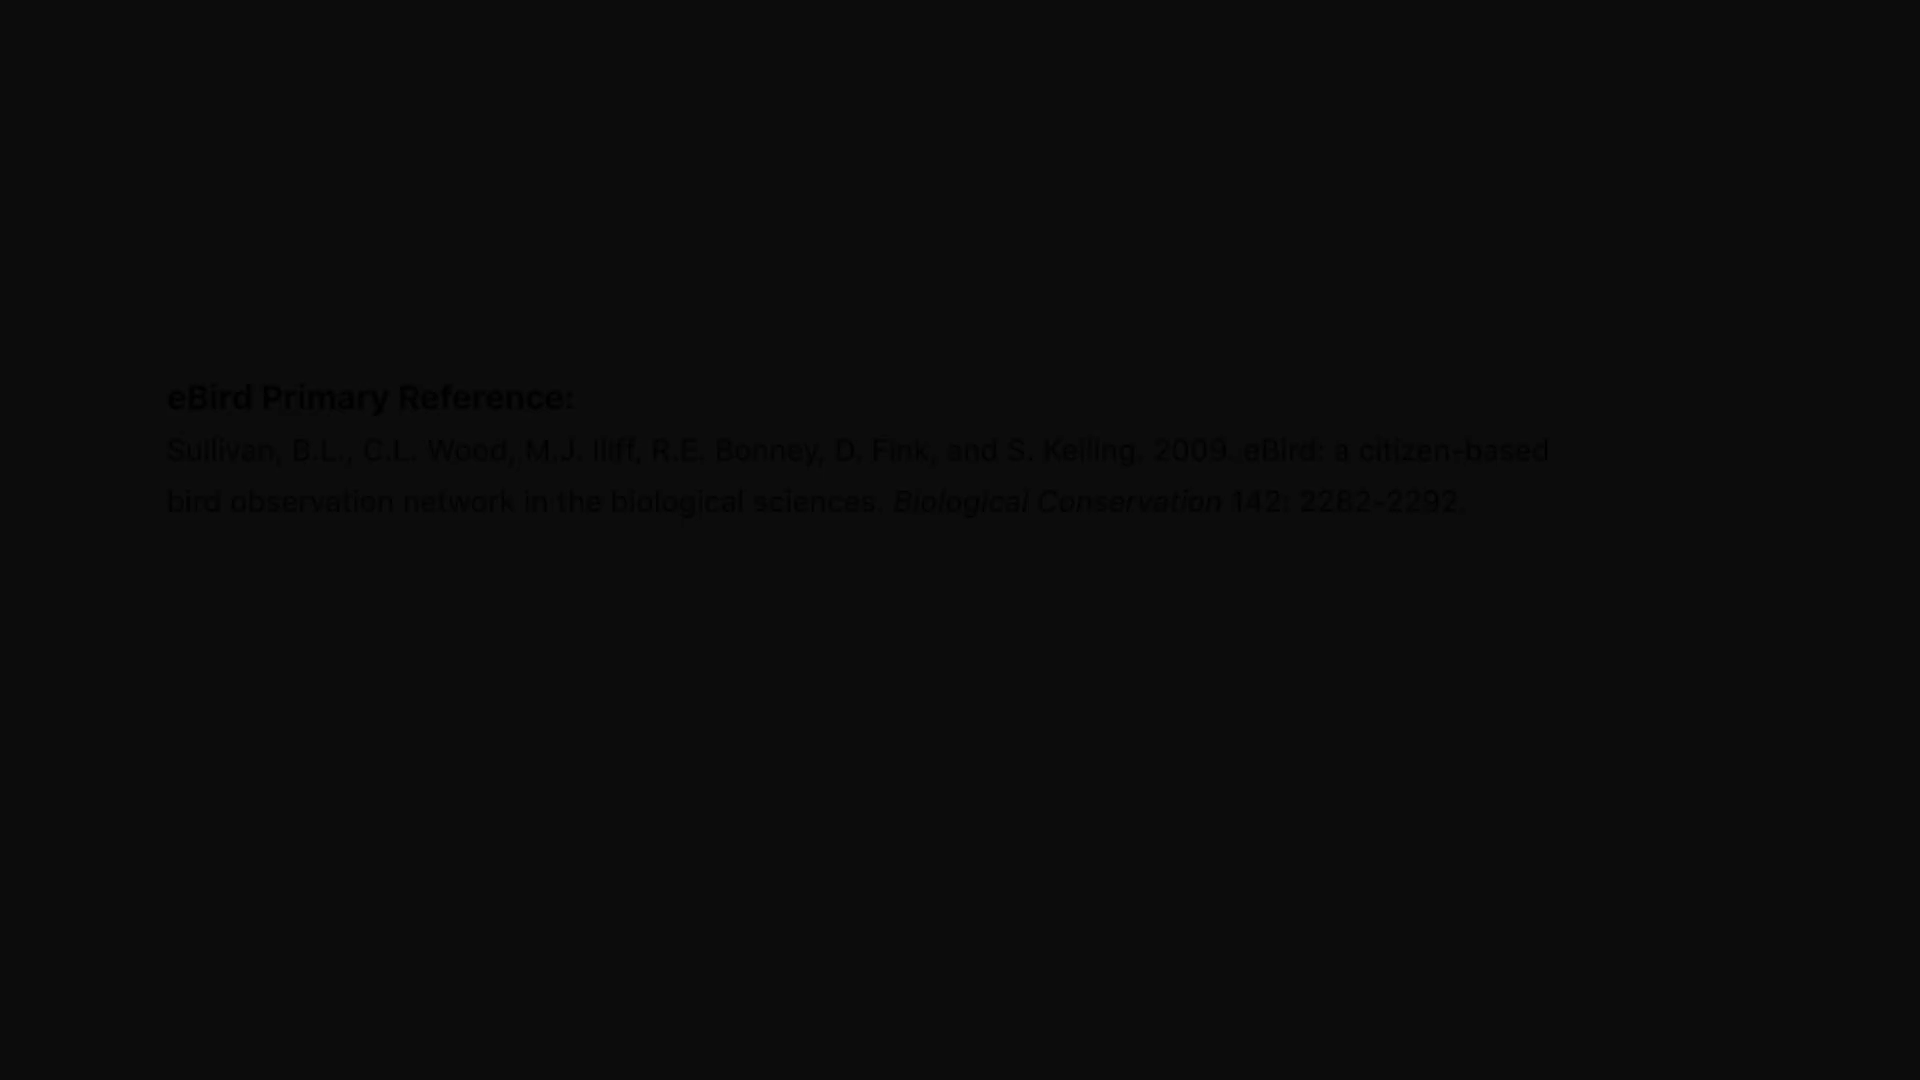 eBird Primary Reference:
Sullivan, B.L., C.L. Wood, M.J. Iliff, R.E. Bonney, D. Fink, and S. Kelling. 2009. eBird: a citizen-based
bird observation network in the biological sciences. Biological Conservation 142: 2282-2292.